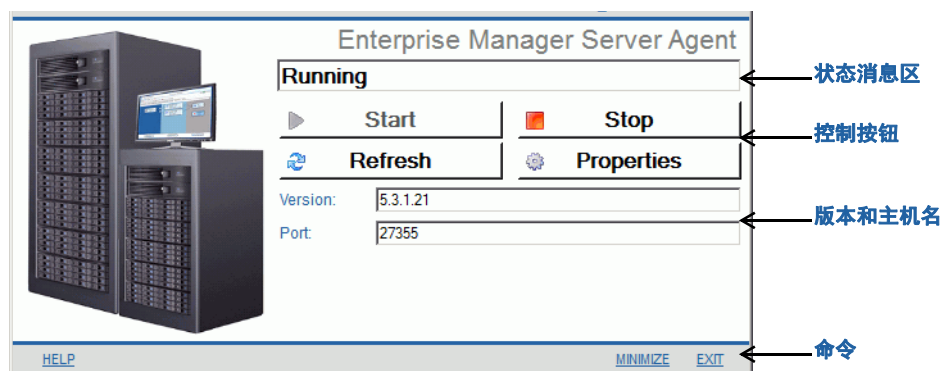 Enterprise Manager Server Agent
Running
状态消息区
Start
Stop
控制按钮
Refresh
Properties
Version:
5.3.1.21
版本和主机名
Port:
27355
HELP
MINIMIZE
EXIT
命令